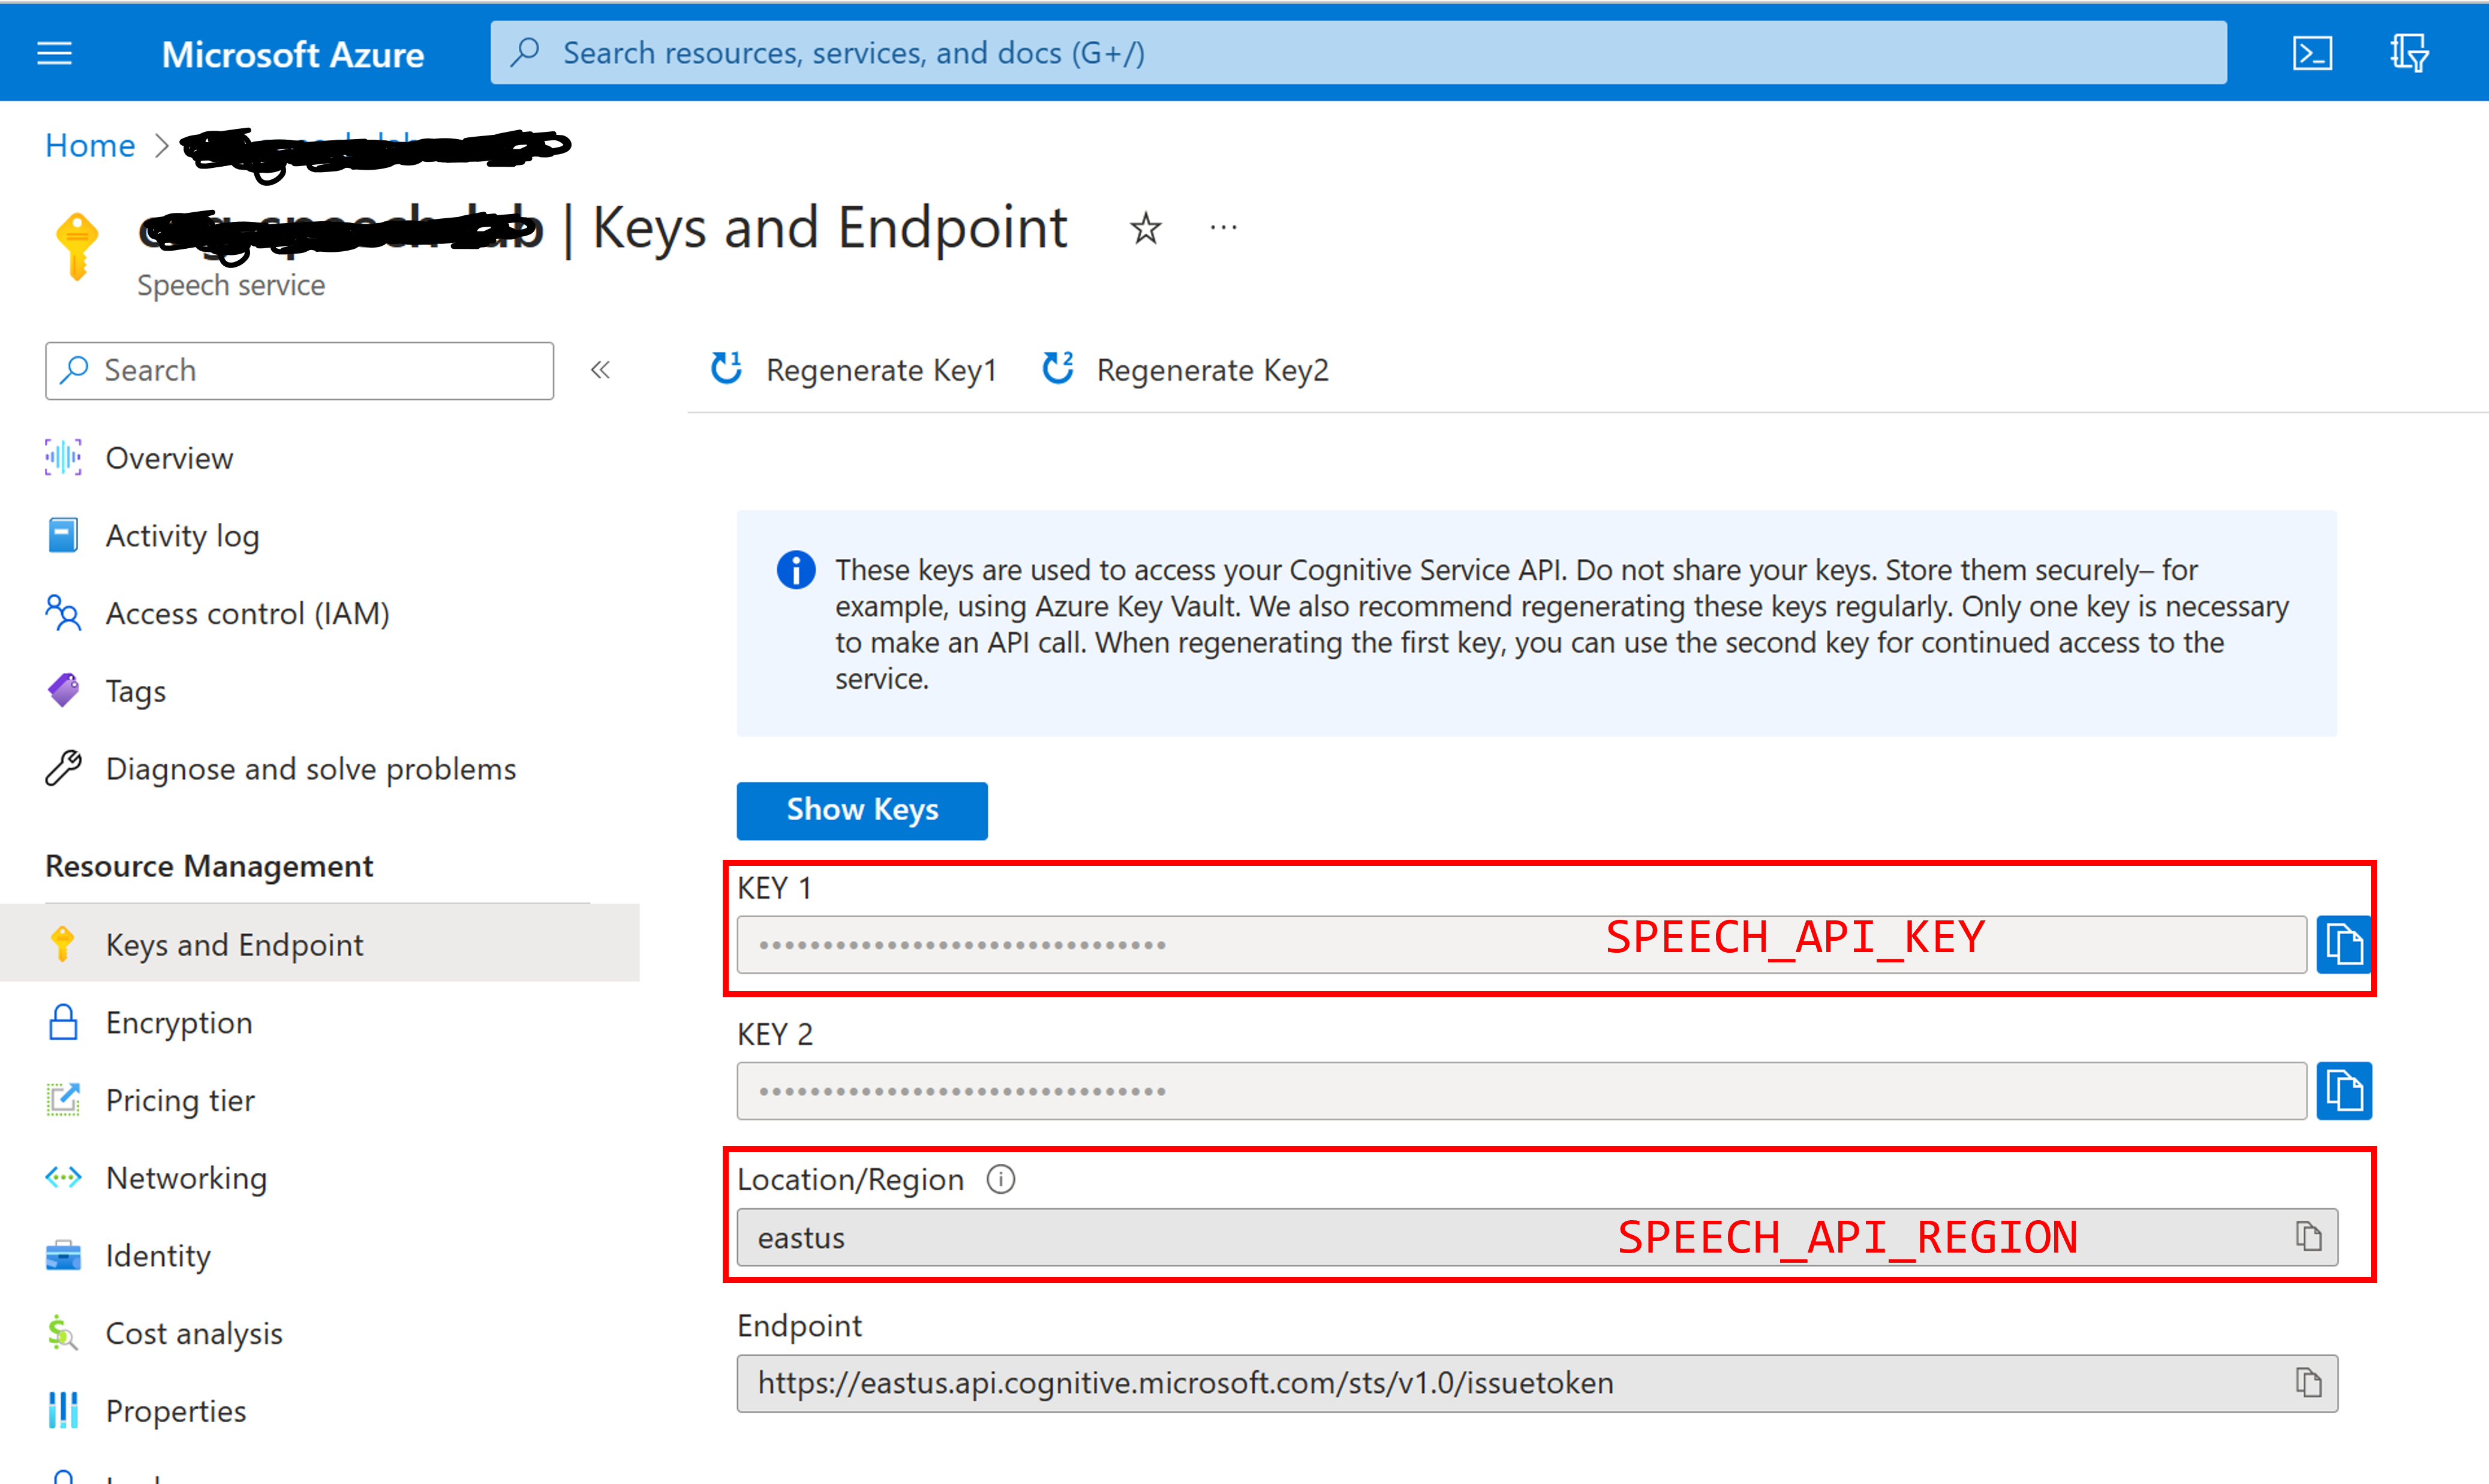 Microsoft Azure
Search resources, services, and docs (G+/)
Home
| Keys and Endpoint
Speech service
Search
Regenerate Key1
Regenerate Key2
Overview
Activity log
Access control (IAM)
Tags
Diagnose and solve problems
Resource Management
Keys and Endpoint
Encryption
Pricing tier
Networking
Identity
Cost analysis
Properties
These keys are used to access your Cognitive Service API. Do not share your keys. Store them securely– for
example, using Azure Key Vault. We also recommend regenerating these keys regularly. Only one key is necessary
to make an API call. When regenerating the first key, you can use the second key for continued access to the
service.
Show Keys
KEY 1
SPEECH_API_KEY
KEY 2
Location/Region
eastus
SPEECH_API_REGION
Endpoint
https://eastus.api.cognitive.microsoft.com/sts/v1.0/issuetoken